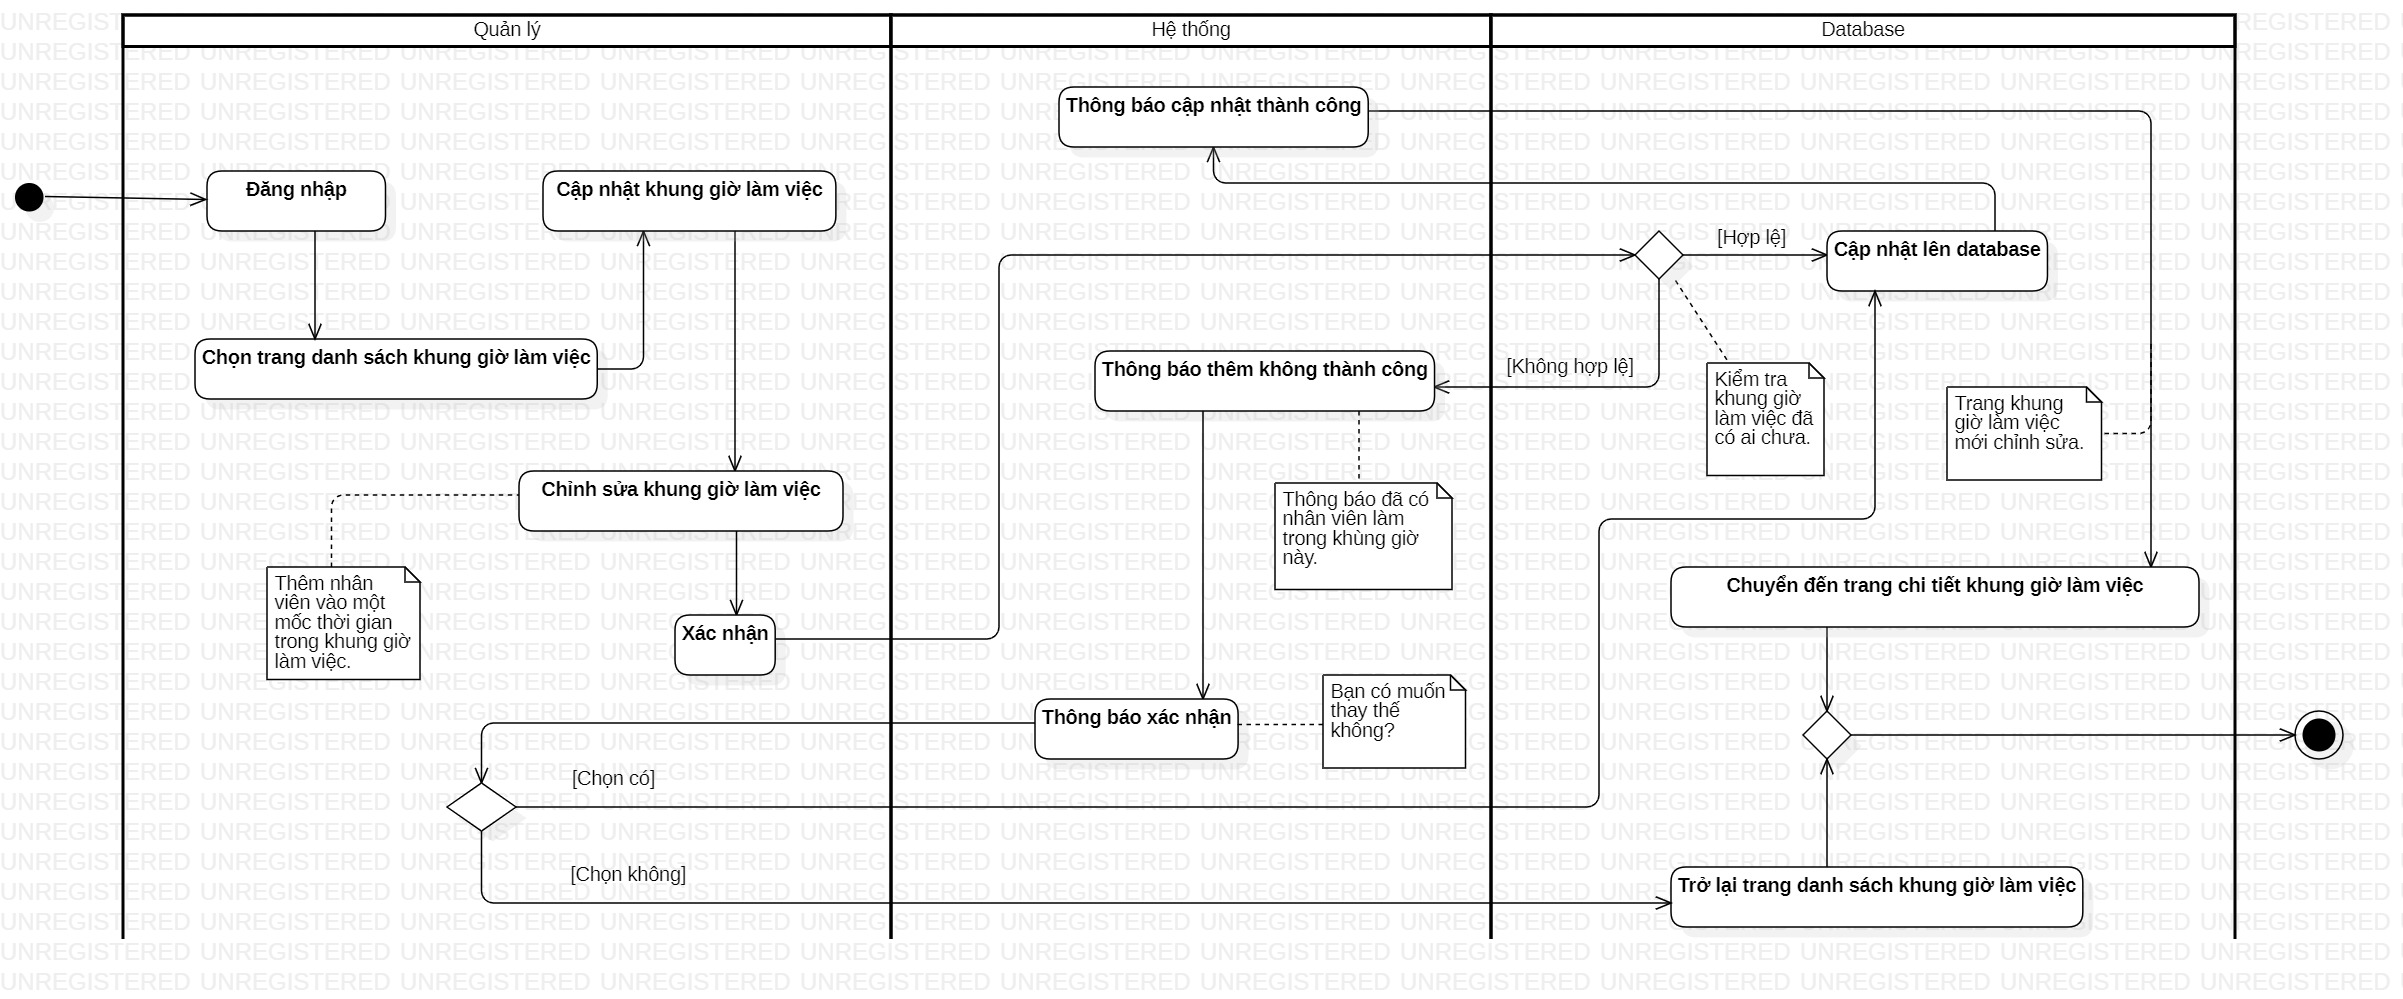 Quản lý
Hệ thống
Database
Thông báo cập nhật thành công
Đăng nhập
Cập nhật khung giờ làm việc
[Hợp lệ]
Cập nhật lên database
Chọn trang danh sách khung giờ làm việc
Thông báo thêm không thành công
[Không hợp lệ]
Kiểm tra
khung giờ
làm việc đã
có ai chưa.
Trang khung
giờ làm việc
mới chỉnh sửa.
Chỉnh sửa khung giờ làm việc
Thông báo đã có
nhân viên làm
trong khùng giờ
này.
Thêm nhân
viên vào một
mốc thời gian
trong khung giờ
làm việc.
Chuyển đến trang chi tiết khung giờ làm việc
Xác nhận
Thông báo xác nhận
Bạn có muốn
thay thế
không?
[Chọn có]
[Chọn không]
Trở lại trang danh sách khung giờ làm việc
UNREGISTERED